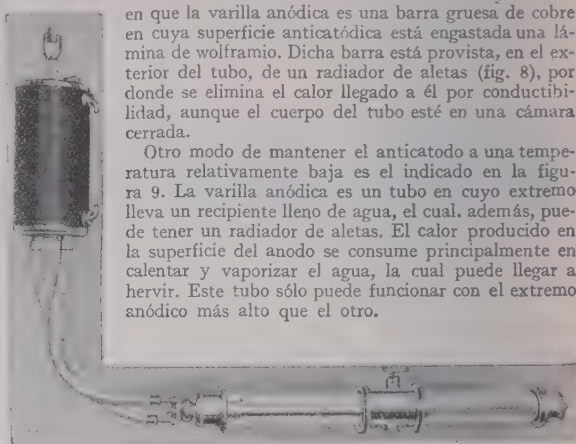 en que la varilla anódica es una barra gruesa de cobre
en cuya superficie anticatódica está engastada una lá-
mina de wolframio. Dicha barra está provista, en el ex-
terior del tubo, de un radiador de aletas (fig. 8), por
donde se elimina el calor llegado a él por conductibi-
lidad, aunque el cuerpo del tubo esté en una cámara
cerrada.
Otro modo de mantener el anticatodo a una tempe-
ratura relativamente baja es el indicado en la figu-
ra 9. La varilla anódica es un tubo en cuyo extremo
lleva un recipiente lleno de agua, el cual. además, pue-
de tener un radiador de aletas. El calor producido en
la superficie del anodo se consume principalmente en
calentar y vaporizar el agua, la cual puede llegar a
hervir. Este tubo sólo puede funcionar con el extremo
anódico más alto que el otro.